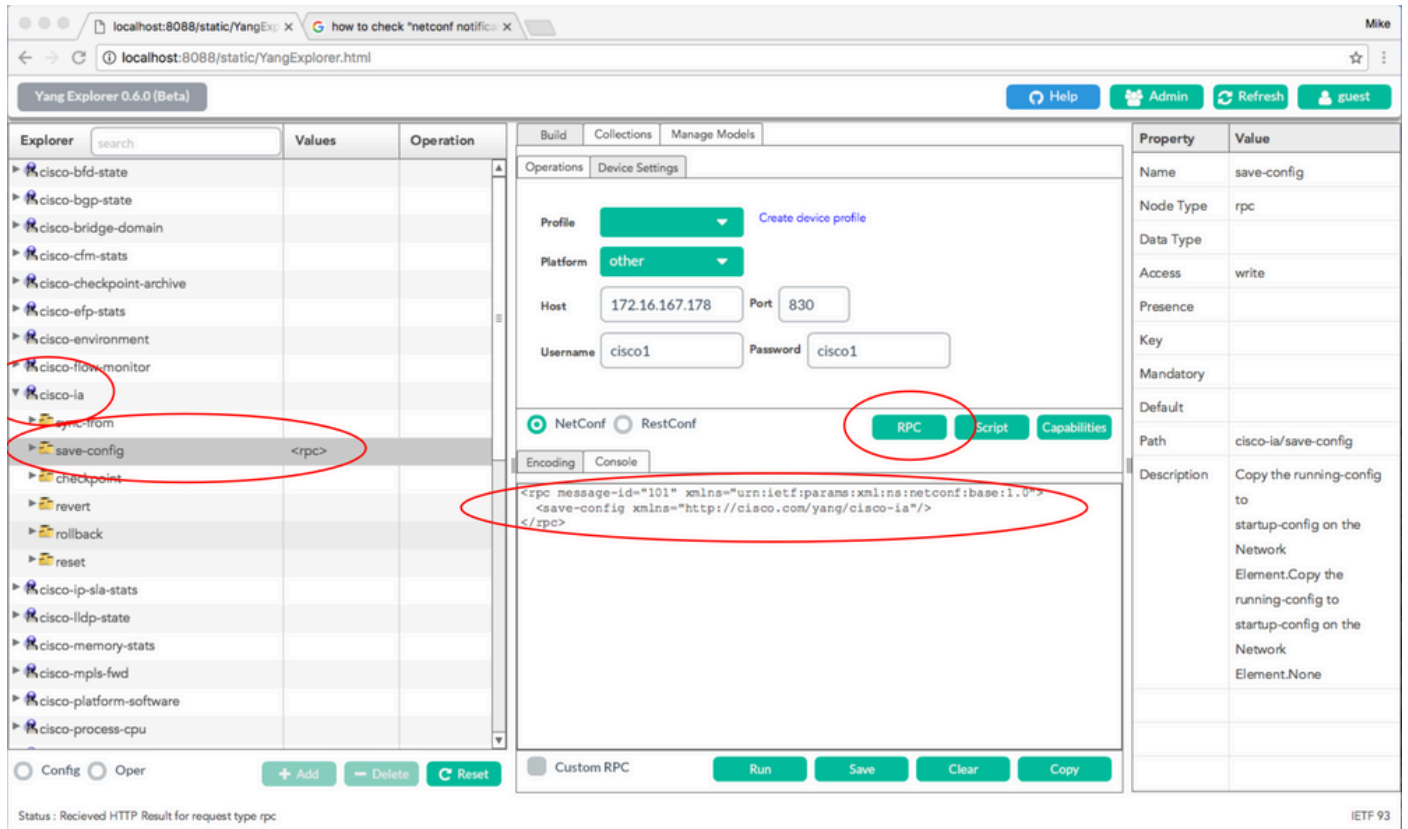 localhost:8088/static/YangExp
how to check "netconf notifica
Mike
localhost:8088/static/YangExplorer.html
Yang Explorer 0.6.0 (Beta)
Help
Admin
Refresh
guest
Explorer
search
Values
Operation
cisco-bfd-state
cisco-bgp-state
cisco-bridge-domain
cisco-cfm-stats
cisco-checkpoint-archive
cisco-efp-stats
cisco-environment
cisco-flow-monitor
cisco-ia
sync-from
save-config <rpc>
checkpoint
revert
rollback
reset
cisco-ip-sla-stats
cisco-lldp-state
cisco-memory-stats
cisco-mpls-fwd
cisco-platform-software
cisco-process-cpu
Config
Oper
Add
Delete
Reset
Build
Collections
Manage Models
Operations
Device Settings
Profile
Create device profile
Platform other
Host 172.16.167.178 Port 830
Username cisco1 Password cisco1
NetConf
RestConf
RPC
Script
Capabilities
Encoding
Console
<rpc message-id="101" xmlns="urn:ietf:params:xml:ns:netconf:base:1.0">
<save-config xmlns="http://cisco.com/yang/cisco-ia"/>
</rpc>
Custom RPC
Run
Save
Clear
Copy
Property Value
Name save-config
Node Type rpc
Data Type
Access write
Presence
Key
Mandatory
Default
Path cisco-ia/save-config
Description Copy the running-config
to
startup-config on the
Network
Element.Copy the
running-config to
startup-config on the
Network
Element.None
Status : Recieved HTTP Result for request type rpc
IETF 93